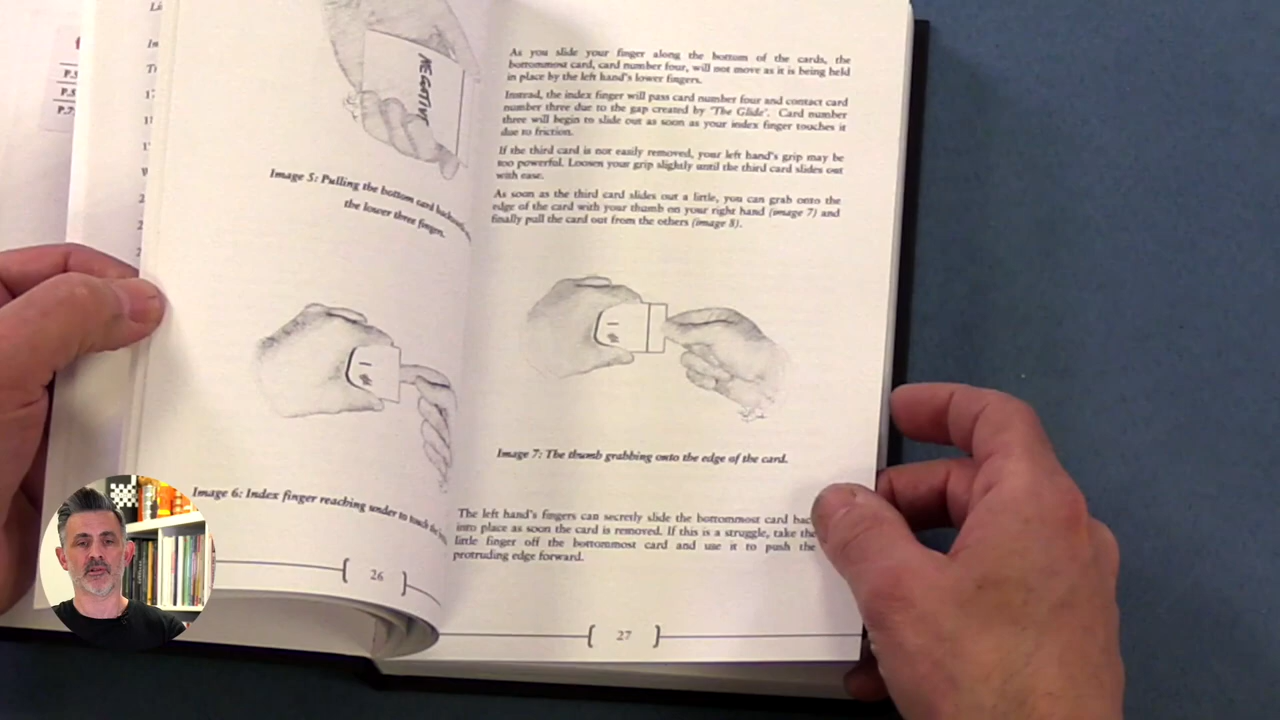 Li
In
T
P.5
P.5
P.7
NEGATIVE
Image 5: Pulling the bottom card backwards
the lower three fingers.
Image 6: Index finger reaching under to touch the
26
As you slide your finger along the bottom of the cards, the
bottommost card, card number four, will not move as it is being held
in place by the left hand's lower fingers.
Instead, the index finger will pass card number four and contact card
number three due to the gap created by 'The Glide'. Card number
three will begin to slide out as soon as your index finger touches it
due to friction.
If the third card is not easily removed, your left hand's grip may be
too powerful. Loosen your grip slightly until the third card slides out
with ease.
As soon as the third card slides out a little, you can grab onto the
edge of the card with your thumb on your right hand (image 7) and
finally pull the card out from the others (image 8).
Image 7: The thumb grabbing onto the edge of the card.
The left hand's fingers can secretly slide the bottommost card back
into place as soon the card is removed. If this is a struggle, take the
little finger off the bottommost card and use it to push the
protruding edge forward.
27